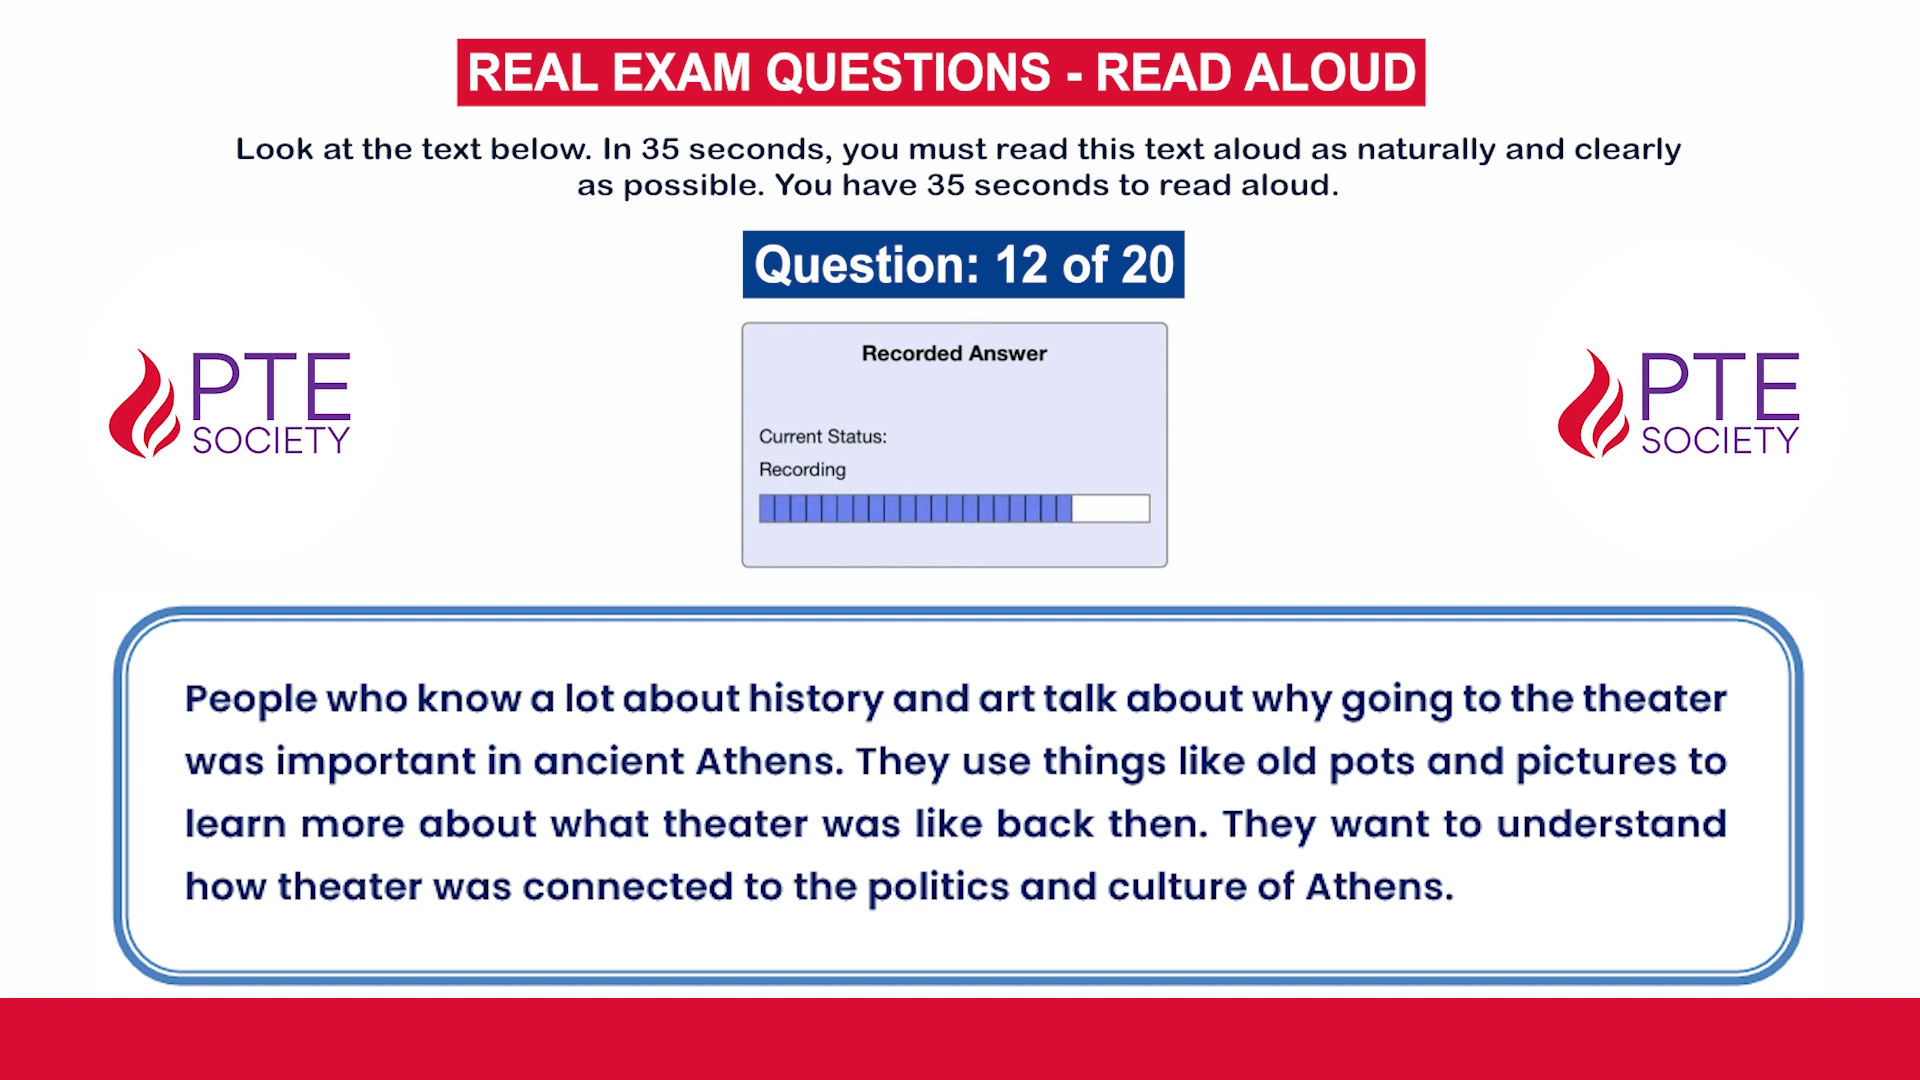 REAL EXAM QUESTIONS - READ ALOUD
Look at the text below. In 35 seconds, you must read this text aloud as naturally and clearly
as possible. You have 35 seconds to read aloud.
Question: 12 of 20
PTE
SOCIETY
Recorded Answer
Current Status:
Recording
PTE
SOCIETY
People who know a lot about history and art talk about why going to the theater
was important in ancient Athens. They use things like old pots and pictures to
learn more about what theater was like back then. They want to understand
how theater was connected to the politics and culture of Athens.